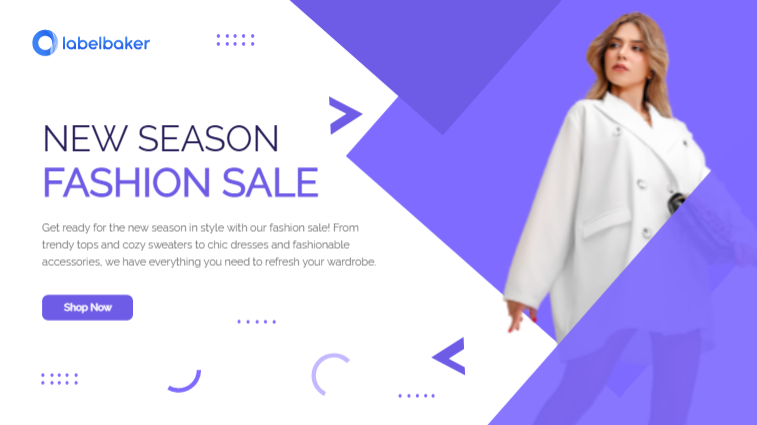 labelbaker
NEW SEASON
FASHION SALE
Get ready for the new season in style with our fashion sale! From
trendy tops and cozy sweaters to chic dresses and fashionable
accessories, we have everything you need to refresh your wardrobe.
Shop Now